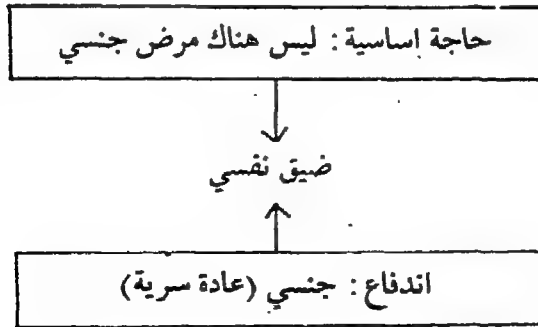 حاجة إساسية : ليس هناك مرض جنسي
ضيق نفسي
اندفاع : جنسي (عادة سرية)